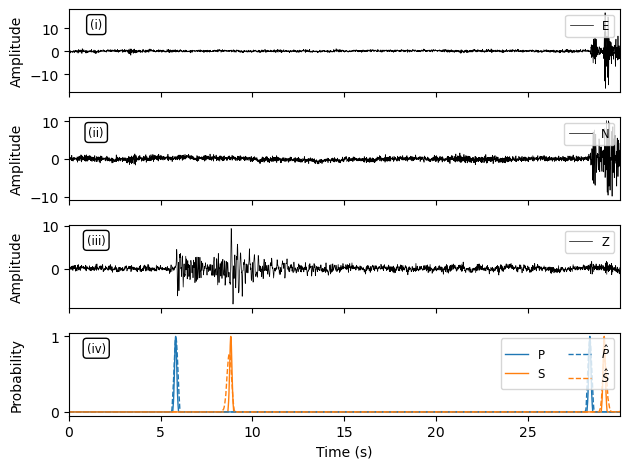 (i)
E
Amplitude
10
0
−10
(ii)
N
Amplitude
10
0
−10
(iii)
Z
Amplitude
10
0
(iv)
P
P̂
S
Ŝ
Probability
1
0
0
5
10
15
20
25
Time (s)